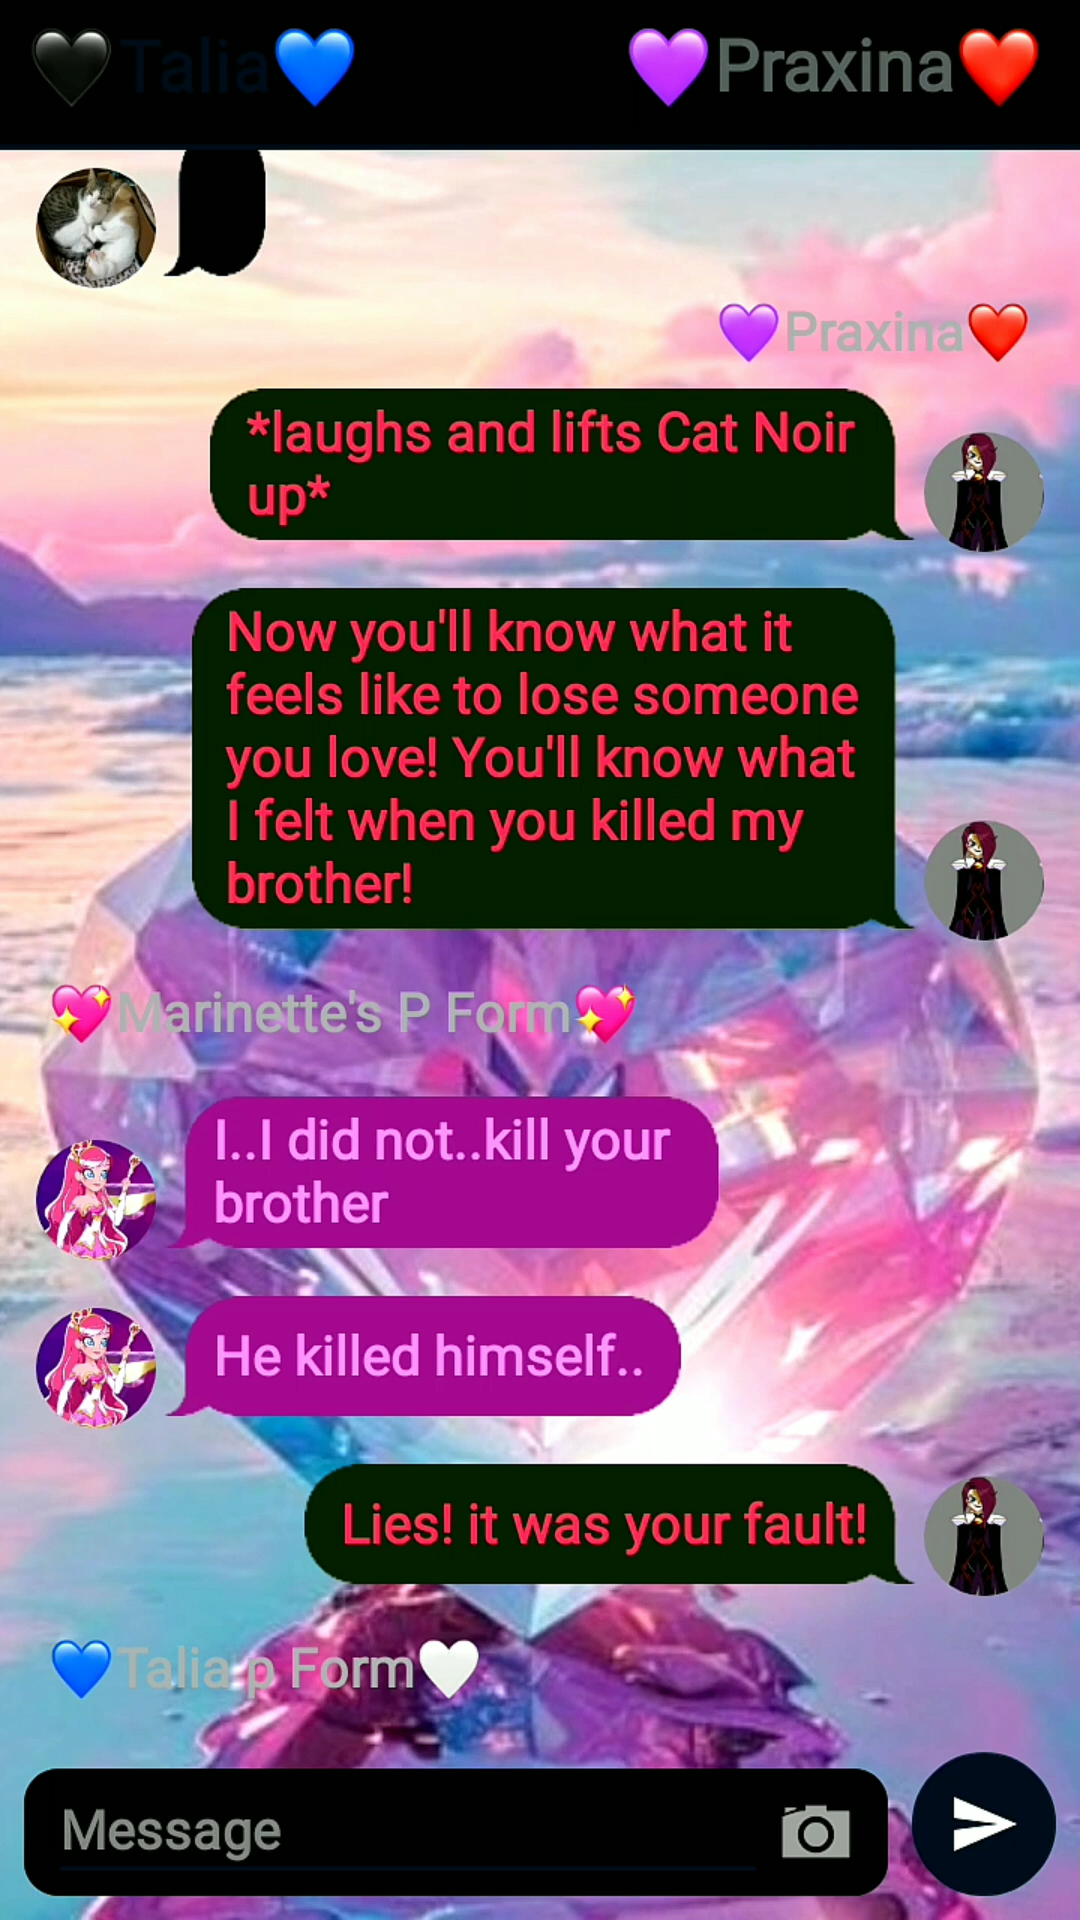 🖤Talia💙
💜Praxina❤️
💜Praxina❤️
*laughs and lifts Cat Noir
up*
Now you'll know what it
feels like to lose someone
you love! You'll know what
I felt when you killed my
brother!
💖Marinette's P Form💖
I..I did not..kill your
brother
He killed himself..
Lies! it was your fault!
💙Talia p Form🤍
Message